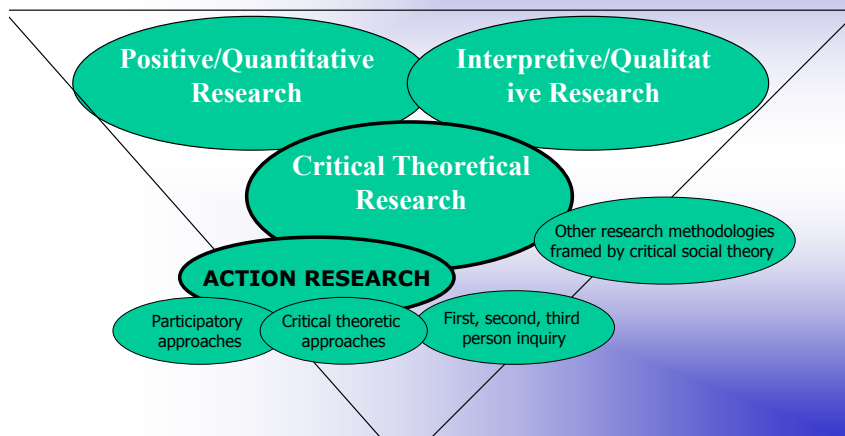 Positive/Quantitative
Research
Interpretive/Qualitat
ive Research
Critical Theoretical
Research
Other research methodologies
framed by critical social theory
ACTION RESEARCH
Participatory
approaches
Critical theoretic
approaches
First, second, third
person inquiry